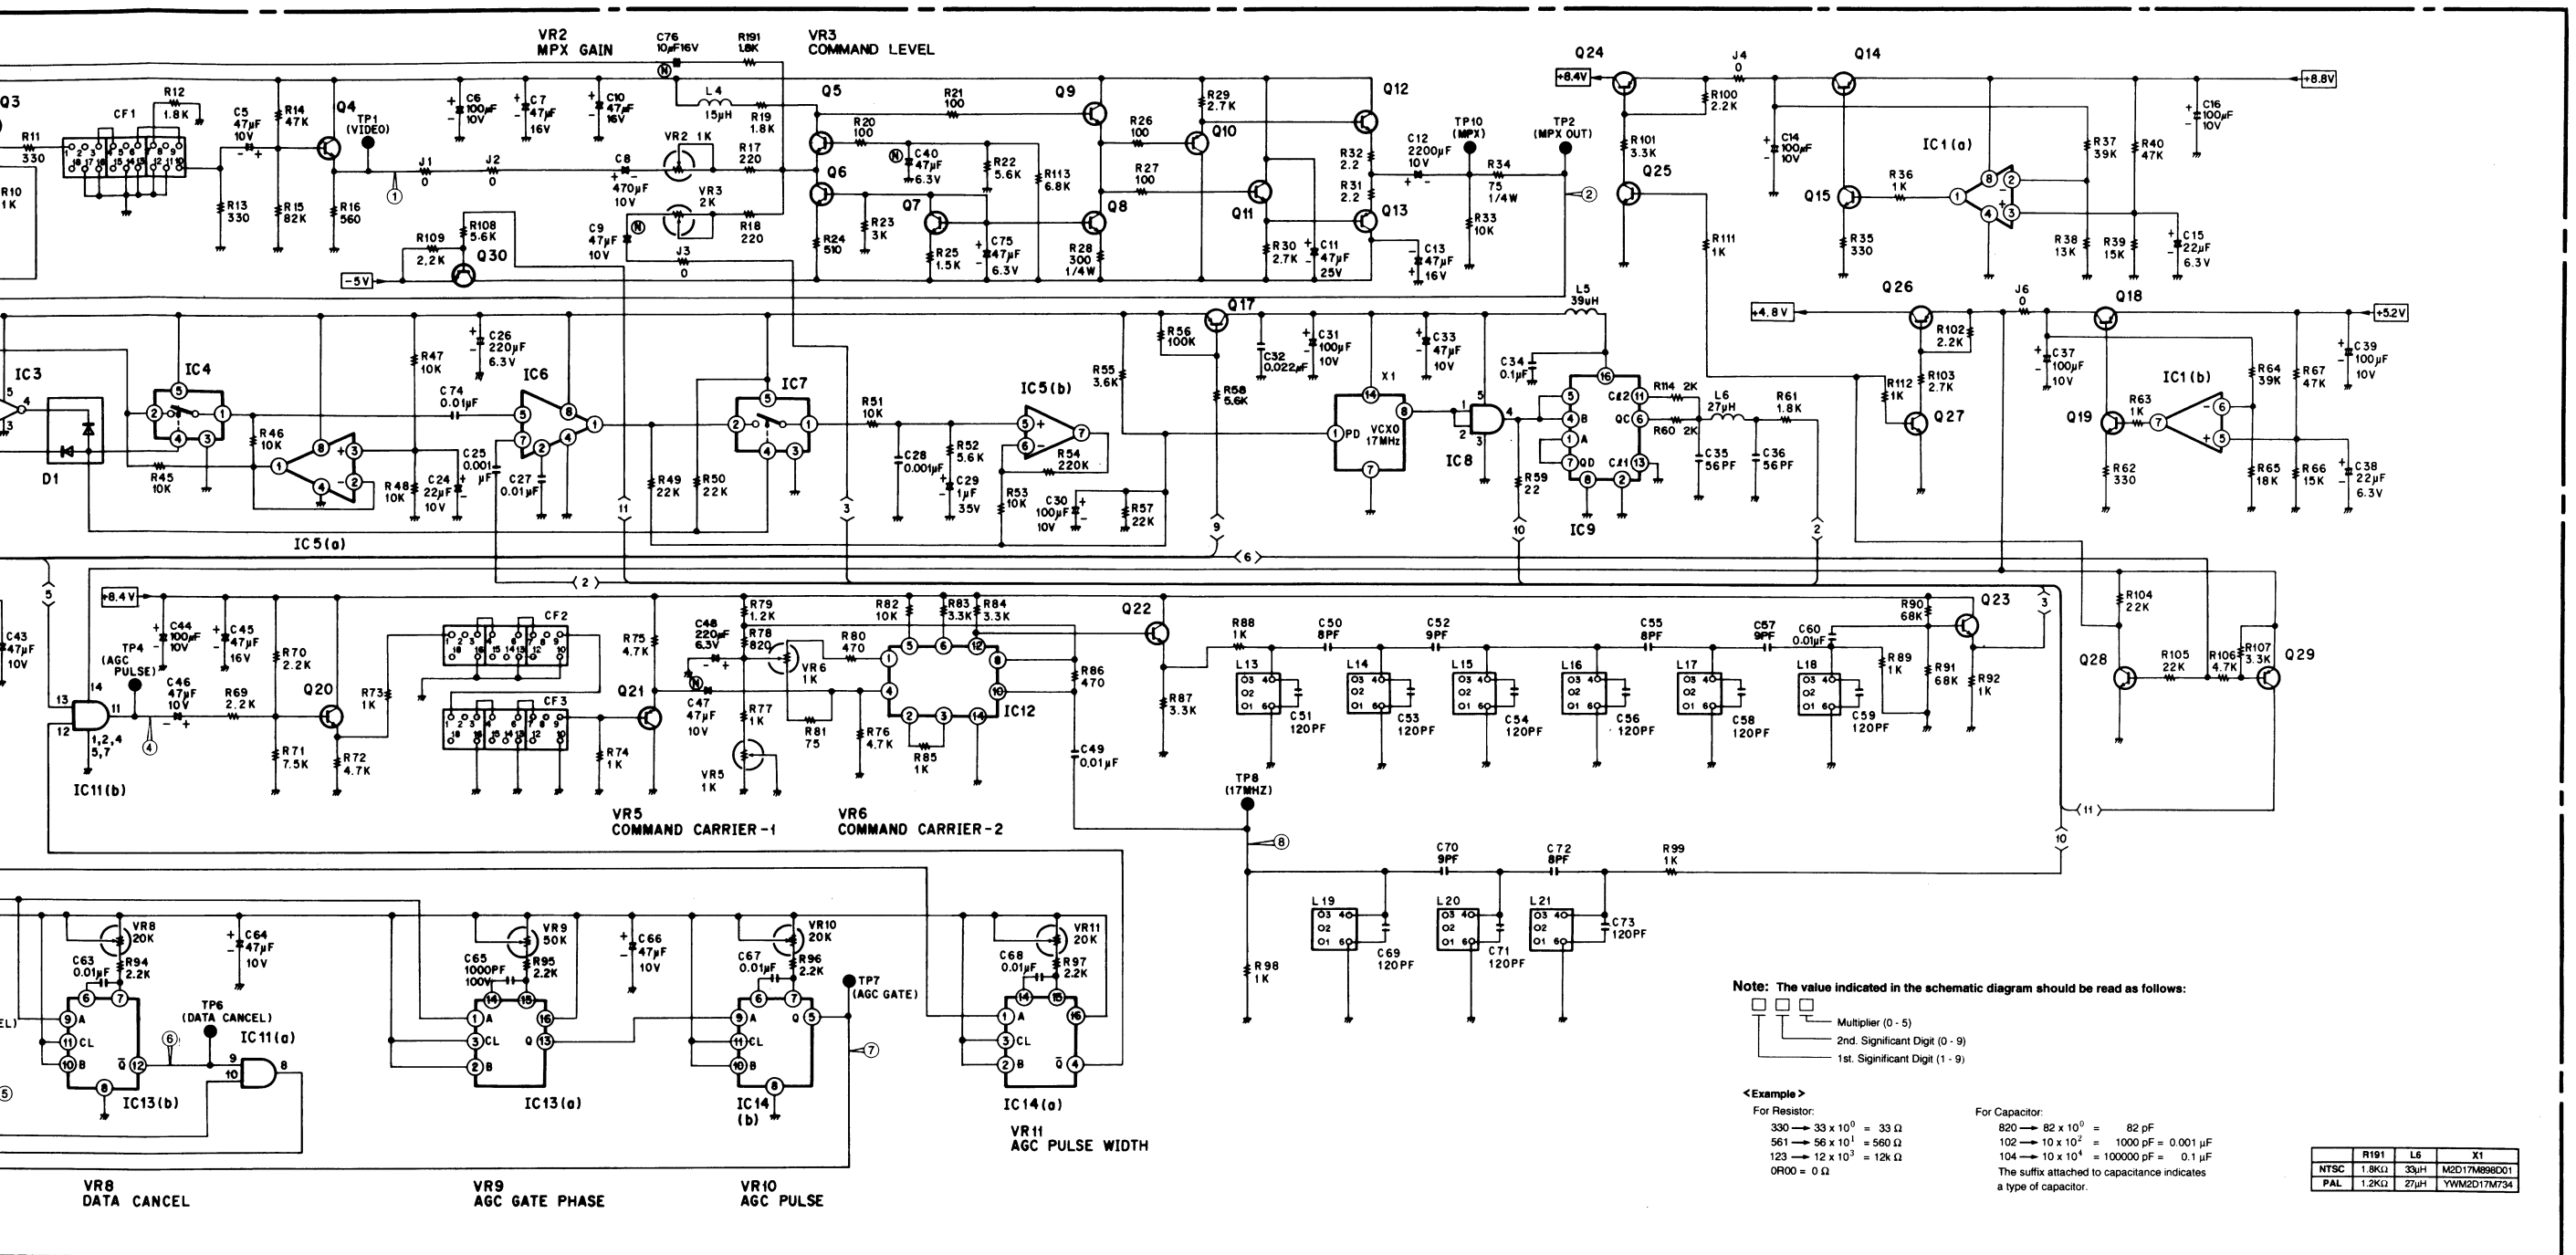 VR2
MPX GAIN
C76
10µF16V
R191
1.8K
VR3
COMMAND LEVEL
Q24
J4
0
Q14
+8.4V
+8.8V
Q3
R12
1.8K
CF1
C5
47µF
10V
R14
47K
Q4
TP1
(VIDEO)
C6
100µF
10V
C7
47µF
16V
C10
47µF
16V
L4
15µH
R19
1.8K
Q5
R21
100
Q9
R29
2.7K
Q12
R100
2.2K
C16
100µF
10V
R11
330
R20
100
VR2 1K
R17
220
C40
47µF
6.3V
R22
5.6K
R113
6.8K
R26
100
Q10
C12
2200µF
10V
TP10
(MPX)
TP2
(MPX OUT)
R101
3.3K
C14
100µF
10V
IC1(a)
R37
39K
R40
47K
R10
1K
R13
330
R15
82K
R16
560
J1
0
J2
0
C8
470µF
10V
VR3
2K
Q6
R27
100
R32
2.2
R31
2.2
R34
75
1/4W
Q25
Q15
R36
1K
R109
2.2K
R108
5.6K
Q30
-5V
C9
47µF
10V
J3
0
R18
220
R24
510
R23
3K
Q7
R25
1.5K
C75
47µF
6.3V
Q8
R28
300
1/4W
Q11
R30
2.7K
C11
47µF
25V
Q13
C13
47µF
16V
R33
10K
R111
1K
R35
330
R38
13K
R39
15K
C15
22µF
6.3V
L5
39uH
Q17
Q26
J6
0
Q18
+4.8V
+5.2V
IC3
IC4
R47
10K
C26
220µF
6.3V
IC6
C74
0.01µF
IC7
R51
10K
IC5(b)
R55
3.6K
R56
100K
R58
5.6K
C32
0.022µF
C31
100µF
10V
X1
C33
47µF
10V
C34
0.1µF
R114 2K
L6
27µH
R61
1.8K
R102
2.2K
R103
2.7K
R112
1K
C37
100µF
10V
IC1(b)
R64
39K
R67
47K
C39
100µF
10V
D1
R46
10K
R45
10K
R48
10K
C24
22µF
10V
C25
0.001
µF
C27
0.01µF
R49
22K
R50
22K
C28
0.001µF
R52
5.6K
C29
1µF
35V
R54
220K
R53
10K
C30
100µF
10V
R57
22K
PD
VCXO
17MHz
IC8
R59
22
B
A
QD
CL2
QC
CL1
R60 2K
C35
56PF
C36
56PF
IC9
Q27
Q19
R63
1K
R62
330
R65
18K
R66
15K
C38
22µF
6.3V
IC5(a)
+8.4V
C43
47µF
10V
TP4
(AGC
PULSE)
C44
100µF
10V
C45
47µF
16V
R70
2.2K
C46
47µF
10V
R69
2.2K
Q20
R73
1K
CF2
CF3
R75
4.7K
R79
1.2K
C48
220µF
6.3V
R78
820
VR6
1K
R80
470
R82
10K
R83
3.3K
R84
3.3K
Q22
R88
1K
C50
8PF
C52
9PF
C55
8PF
C57
9PF
C60
0.01µF
R90
68K
Q23
R104
22K
1,2,4
5,7
IC11(b)
R71
7.5K
R72
4.7K
R74
1K
Q21
C47
47µF
10V
R77
1K
VR5
1K
R81
75
R76
4.7K
R85
1K
IC12
R86
470
C49
0.01µF
R87
3.3K
L13
C51
120PF
L14
C53
120PF
L15
C54
120PF
L16
C56
120PF
L17
C58
120PF
L18
C59
120PF
R89
1K
R91
68K
R92
1K
Q28
R105
22K
R106
4.7K
R107
3.3K
Q29
VR5
COMMAND CARRIER-1
VR6
COMMAND CARRIER-2
TP8
(17MHZ)
C70
9PF
C72
8PF
R99
1K
L19
C69
120PF
L20
C71
120PF
L21
C73
120PF
R98
1K
VR8
20K
C63
0.01µF
R94
2.2K
C64
47µF
10V
VR9
50K
C65
1000PF
100V
R95
2.2K
C66
47µF
10V
VR10
20K
C67
0.01µF
R96
2.2K
TP7
(AGC GATE)
VR11
20K
C68
0.01µF
R97
2.2K
TP6
(DATA CANCEL)
IC11(a)
IC13(b)
IC13(a)
IC14
(b)
IC14(a)
VR11
AGC PULSE WIDTH
VR8
DATA CANCEL
VR9
AGC GATE PHASE
VR10
AGC PULSE
Note: The value indicated in the schematic diagram should be read as follows:
Multiplier (0 - 5)
2nd. Significant Digit (0 - 9)
1st. Siginificant Digit (1 - 9)
<Example>
For Resistor:
330 → 33 x 10⁰ = 33 Ω
561 → 56 x 10¹ = 560 Ω
123 → 12 x 10³ = 12k Ω
0R00 = 0 Ω
For Capacitor:
820 → 82 x 10⁰ = 82 pF
102 → 10 x 10² = 1000 pF = 0.001 µF
104 → 10 x 10⁴ = 100000 pF = 0.1 µF
The suffix attached to capacitance indicates
a type of capacitor.
R191 L6 X1
NTSC 1.8KΩ 33µH M2D17M898D01
PAL 1.2KΩ 27µH YWM2D17M734